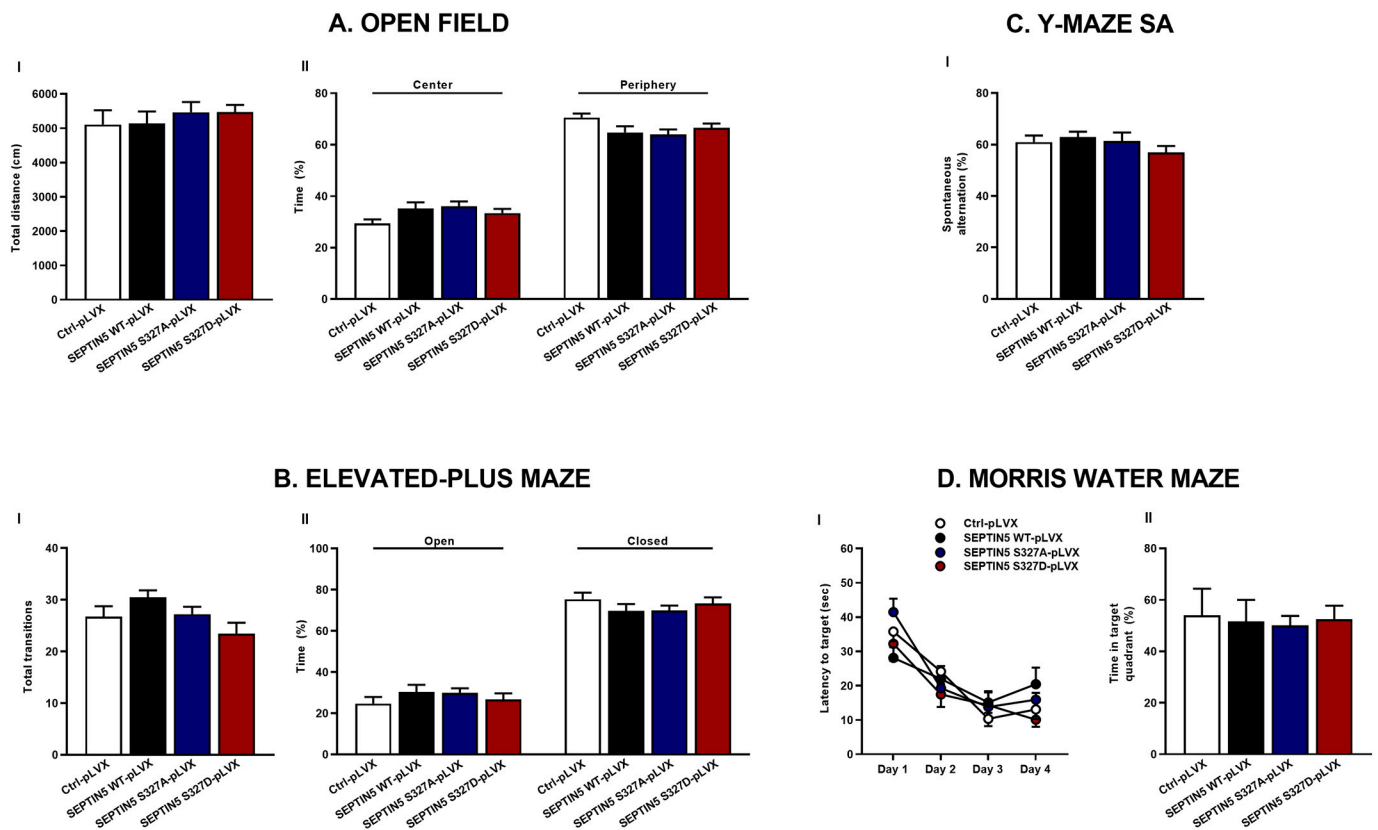 A. OPEN FIELD
I
Total distance (cm)
6000
5000
4000
3000
2000
1000
0
Ctrl-pLVX
SEPTIN5 WT-pLVX
SEPTIN5 S327A-pLVX
SEPTIN5 S327D-pLVX
II
Center
Periphery
Time (%)
80
60
40
20
0
Ctrl-pLVX
SEPTIN5 WT-pLVX
SEPTIN5 S327A-pLVX
SEPTIN5 S327D-pLVX
Ctrl-pLVX
SEPTIN5 WT-pLVX
SEPTIN5 S327A-pLVX
SEPTIN5 S327D-pLVX
C. Y-MAZE SA
I
Spontaneous
alternation (%)
80
60
40
20
0
Ctrl-pLVX
SEPTIN5 WT-pLVX
SEPTIN5 S327A-pLVX
SEPTIN5 S327D-pLVX
B. ELEVATED-PLUS MAZE
I
Total transitions
40
30
20
10
0
Ctrl-pLVX
SEPTIN5 WT-pLVX
SEPTIN5 S327A-pLVX
SEPTIN5 S327D-pLVX
II
Open
Closed
Time (%)
100
80
60
40
20
0
Ctrl-pLVX
SEPTIN5 WT-pLVX
SEPTIN5 S327A-pLVX
SEPTIN5 S327D-pLVX
Ctrl-pLVX
SEPTIN5 WT-pLVX
SEPTIN5 S327A-pLVX
SEPTIN5 S327D-pLVX
D. MORRIS WATER MAZE
I
Ctrl-pLVX
SEPTIN5 WT-pLVX
SEPTIN5 S327A-pLVX
SEPTIN5 S327D-pLVX
Latency to target (sec)
60
50
40
30
20
10
0
Day 1
Day 2
Day 3
Day 4
II
Time in target
quadrant (%)
80
60
40
20
0
Ctrl-pLVX
SEPTIN5 WT-pLVX
SEPTIN5 S327A-pLVX
SEPTIN5 S327D-pLVX